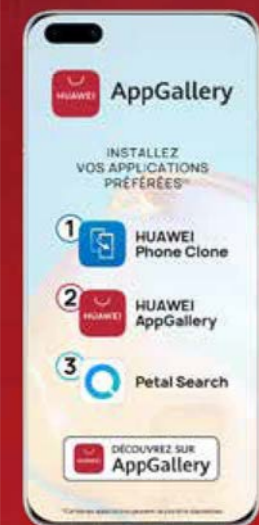 HUAWEI
AppGallery
INSTALLEZ
VOS APPLICATIONS
PRÉFÉRÉES
1
HUAWEI
Phone Clone
2
HUAWEI
HUAWEI
AppGallery
3
Petal Search
HUAWEI
DÉCOUVREZ SUR
AppGallery